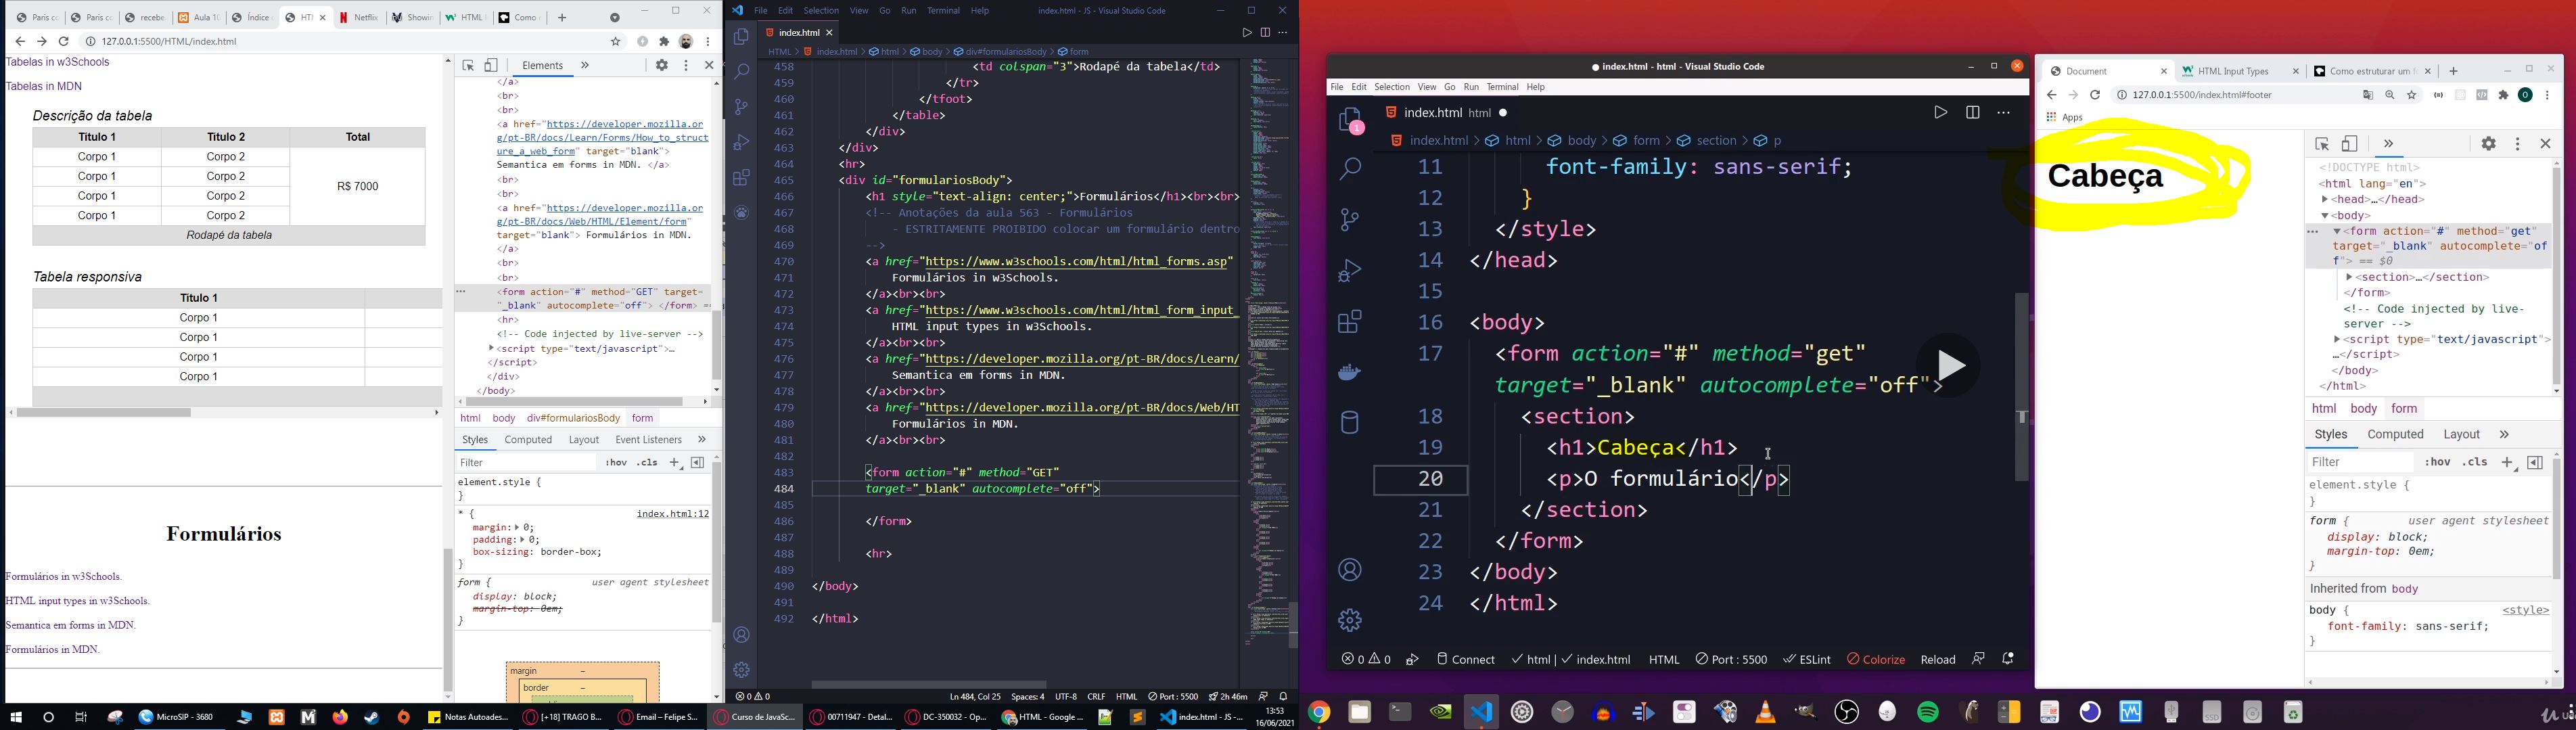 Paris co
Paris co
recebe
Aula 10
Índice
HTM
Netflix
Showin
HTML
Como
127.0.0.1:5500/HTML/index.html
Tabelas in w3Schools
Tabelas in MDN
Descrição da tabela
Titulo 1 Titulo 2 Total
Corpo 1 Corpo 2
Corpo 1 Corpo 2
R$ 7000
Corpo 1 Corpo 2
Corpo 1 Corpo 2
Rodapé da tabela
Tabela responsiva
Titulo 1
Corpo 1
Corpo 1
Corpo 1
Corpo 1
Formulários
Formulários in w3Schools.
HTML input types in w3Schools.
Semantica em forms in MDN.
Formulários in MDN.
Elements
</a>
<br>
<br>
<a href="https://developer.mozilla.or
g/pt-BR/docs/Learn/Forms/How_to_struct
ure_a_web_form" target="blank">
Semantica em forms in MDN. </a>
<br>
<br>
<a href="https://developer.mozilla.or
g/pt-BR/docs/Web/HTML/Element/form"
target="blank"> Formulários in MDN.
</a>
<br>
<br>
<form action="#" method="GET" target=
"_blank" autocomplete="off"> </form> ==
<hr>
<!-- Code injected by live-server -->
<script type="text/javascript">…
</script>
</div>
</body>
html body div#formulariosBody form
Styles Computed Layout Event Listeners
Filter :hov .cls
element.style {
}
* { index.html:12
margin: 0;
padding: 0;
box-sizing: border-box;
}
form { user agent stylesheet
display: block;
margin-top: 0em;
}
margin –
border –
File Edit Selection View Go Run Terminal Help index.html - JS - Visual Studio Code
index.html
HTML > index.html > html > body > div#formulariosBody > form
458 <td colspan="3">Rodapé da tabela</td>
459 </tr>
460 </tfoot>
461 </table>
462 </div>
463 </div>
464 <hr>
465 <div id="formulariosBody">
466 <h1 style="text-align: center;">Formulários</h1><br><br>
467 <!-- Anotações da aula 563 - Formulários
468 - ESTRITAMENTE PROIBIDO colocar um formulário dentro
469 -->
470 <a href="https://www.w3schools.com/html/html_forms.asp"
471 Formulários in w3Schools.
472 </a><br><br>
473 <a href="https://www.w3schools.com/html/html_form_input_
474 HTML input types in w3Schools.
475 </a><br><br>
476 <a href="https://developer.mozilla.org/pt-BR/docs/Learn/
477 Semantica em forms in MDN.
478 </a><br><br>
479 <a href="https://developer.mozilla.org/pt-BR/docs/Web/HT
480 Formulários in MDN.
481 </a><br><br>
482
483 <form action="#" method="GET"
484 target="_blank" autocomplete="off">
485
486 </form>
487
488 <hr>
489
490 </body>
491
492 </html>
0 0 Ln 484, Col 25 Spaces: 4 UTF-8 CRLF HTML Port : 5500 2h 46m
MicroSIP - 3680
Notas Autoades...
[+18] TRAGO B...
Email – Felipe S...
Curso de JavaSc...
00711947 - Detal...
DC-350032 - Op...
HTML - Google ...
index.html - JS -...
13:53
16/06/2021
● index.html - html - Visual Studio Code
File Edit Selection View Go Run Terminal Help
index.html html ●
index.html > html > body > form > section > p
11 font-family: sans-serif;
12 }
13 </style>
14 </head>
15
16 <body>
17 <form action="#" method="get"
target="_blank" autocomplete="off">
18 <section>
19 <h1>Cabeça</h1>
20 <p>O formulário</p>
21 </section>
22 </form>
23 </body>
24 </html>
0 0 Connect html | index.html HTML Port : 5500 ESLint Colorize Reload
Document
HTML Input Types
Como estruturar um f
127.0.0.1:5500/index.html#footer
Apps
Cabeça
<!DOCTYPE html>
<html lang="en">
<head>…</head>
<body>
<form action="#" method="get"
target="_blank" autocomplete="of
f"> == $0
<section>…</section>
</form>
<!-- Code injected by live-
server -->
<script type="text/javascript">
…</script>
</body>
</html>
html body form
Styles Computed Layout
Filter :hov .cls
element.style {
}
form { user agent stylesheet
display: block;
margin-top: 0em;
}
Inherited from body
body { <style>
font-family: sans-serif;
}